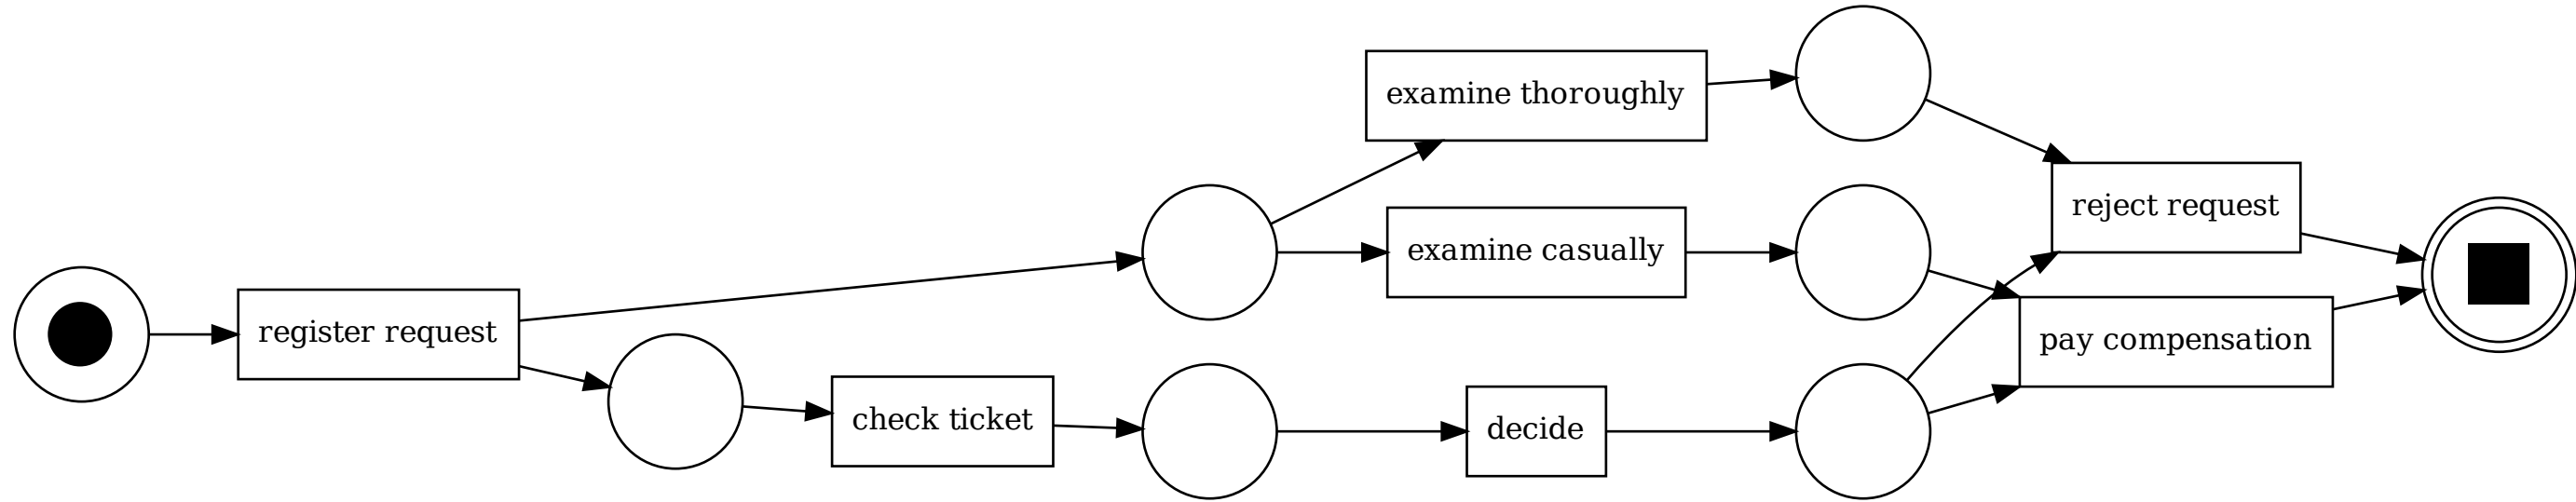 examine thoroughly
reject request
examine casually
register request
pay compensation
check ticket
decide